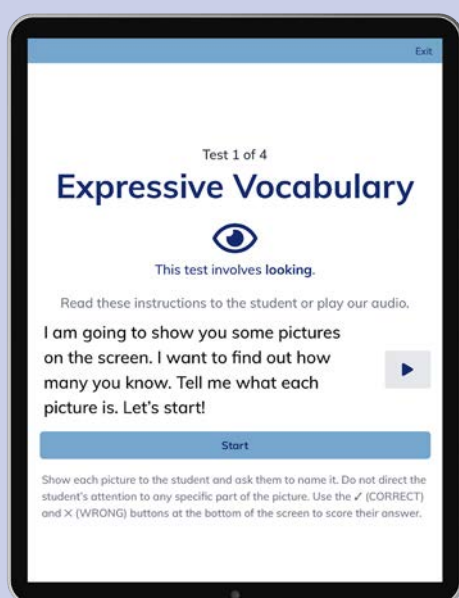 Exit
Test 1 of 4
Expressive Vocabulary
This test involves looking.
Read these instructions to the student or play our audio.
I am going to show you some pictures
on the screen. I want to find out how
many you know. Tell me what each
picture is. Let's start!
Start
Show each picture to the student and ask them to name it. Do not direct the
student's attention to any specific part of the picture. Use the ✓ (CORRECT)
and ✕ (WRONG) buttons at the bottom of the screen to score their answer.